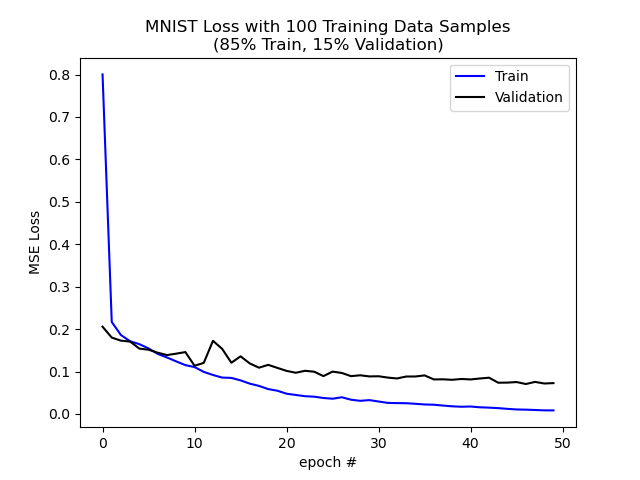 MNIST Loss with 100 Training Data Samples
(85% Train, 15% Validation)
Train
Validation
MSE Loss
0.8
0.7
0.6
0.5
0.4
0.3
0.2
0.1
0.0
0 10 20 30 40 50
epoch #